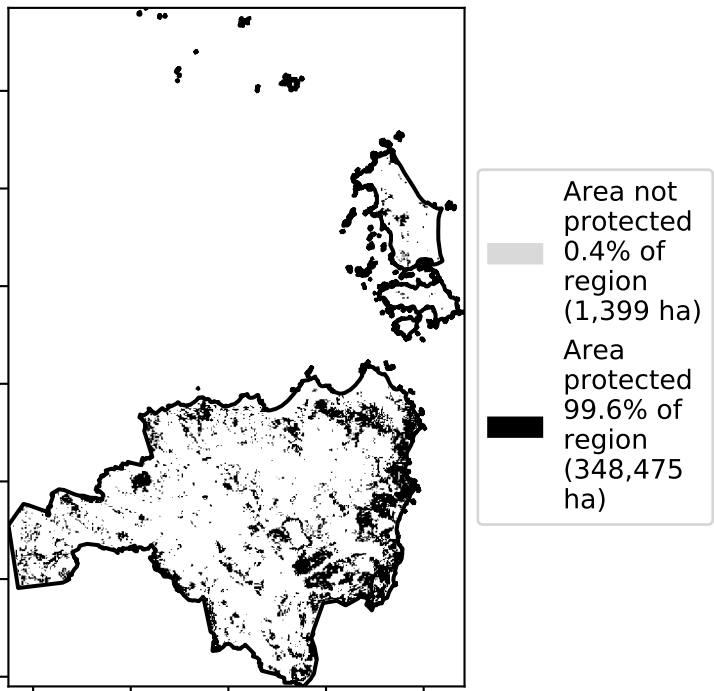 Area not
protected
0.4% of
region
(1,399 ha)
Area
protected
99.6% of
region
(348,475
ha)